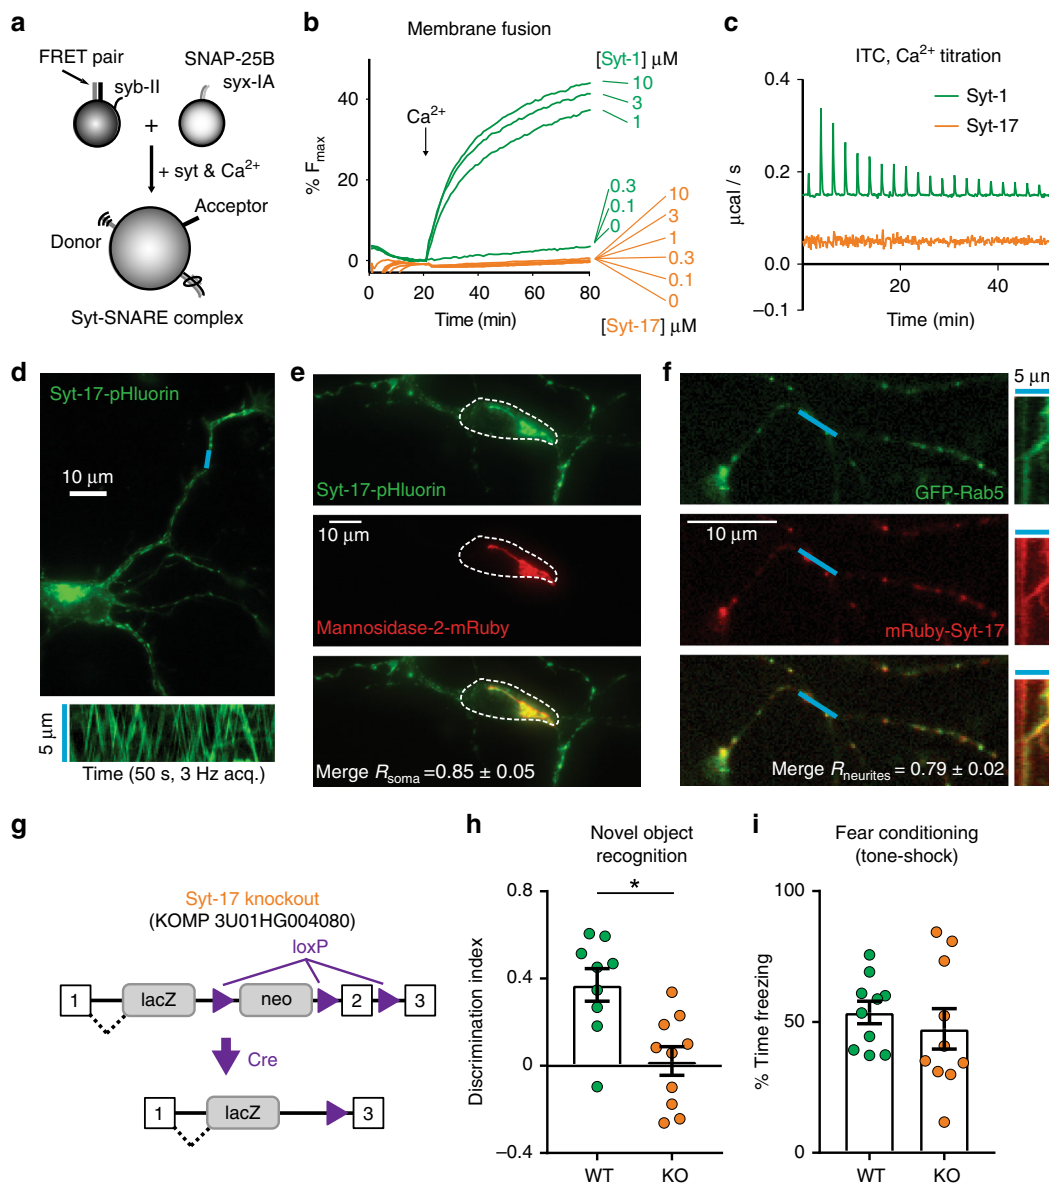 a
FRET pair
SNAP-25B
syx-IA
syb-II
+
+ syt & Ca²⁺
Acceptor
Donor
Syt-SNARE complex
b
Membrane fusion
[Syt-1] μM
10
3
1
Ca²⁺
0.3
0.1
0
10
3
1
0.3
0.1
0
% Fmax
40
20
0
0 20 40 60 80
Time (min)
[Syt-17] μM
c
ITC, Ca²⁺ titration
Syt-1
Syt-17
μcal / s
0.4
0.2
0.0
–0.1
20 40
Time (min)
d
Syt-17-pHluorin
10 μm
5 μm
Time (50 s, 3 Hz acq.)
e
Syt-17-pHluorin
10 μm
Mannosidase-2-mRuby
Merge Rsoma =0.85 ± 0.05
f
5 μm
GFP-Rab5
10 μm
mRuby-Syt-17
Merge Rneurites = 0.79 ± 0.02
g
Syt-17 knockout
(KOMP 3U01HG004080)
loxP
1 lacZ neo 2 3
Cre
1 lacZ 3
h
Novel object
recognition
*
Discrimination index
0.8
0.4
0
–0.4
WT KO
i
Fear conditioning
(tone-shock)
% Time freezing
100
50
0
WT KO